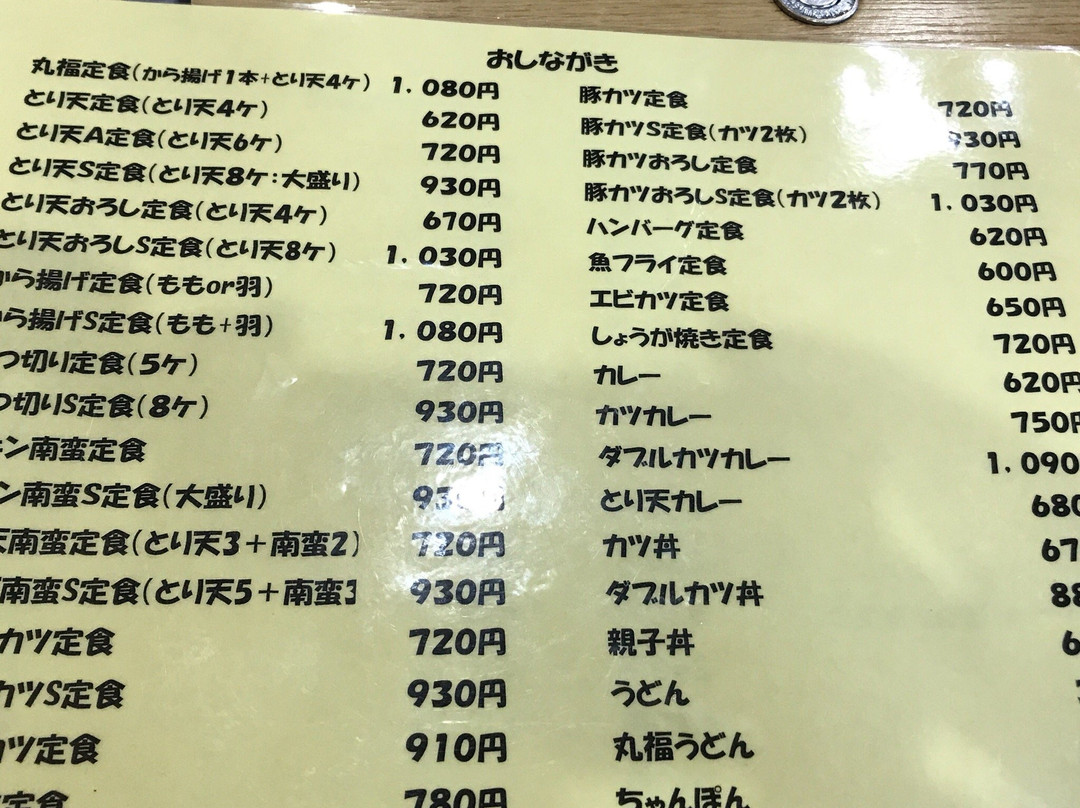 おしながき
丸福定食(から揚げ1本+とり天4ケ) 1.080円
とり天定食(とり天4ケ) 620円
とり天A定食(とり天6ケ) 720円
とり天S定食(とり天8ケ:大盛り) 930円
とり天おろし定食(とり天4ケ) 670円
とり天おろしS定食(とり天8ケ) 1.030円
から揚げ定食(ももor羽) 720円
ら揚げS定食(もも+羽) 1.080円
つ切り定食(5ケ) 720円
つ切りS定食(8ケ) 930円
キン南蛮定食 720円
ン南蛮S定食(大盛り) 930円
天南蛮定食(とり天3+南蛮2) 720円
南蛮S定食(とり天5+南蛮3 930円
カツ定食 720円
カツS定食 930円
カツ定食 910円
定食 780円
豚カツ定食 720円
豚カツS定食(カツ2枚) 930円
豚カツおろし定食 770円
豚カツおろしS定食(カツ2枚) 1.030円
ハンバーグ定食 620円
魚フライ定食 600円
エビカツ定食 650円
しょうが焼き定食 720円
カレー 620円
カツカレー 750円
ダブルカツカレー 1.090
とり天カレー 680
カツ丼 67
ダブルカツ丼 88
親子丼 6
うどん
丸福うどん
ちゃんぽん